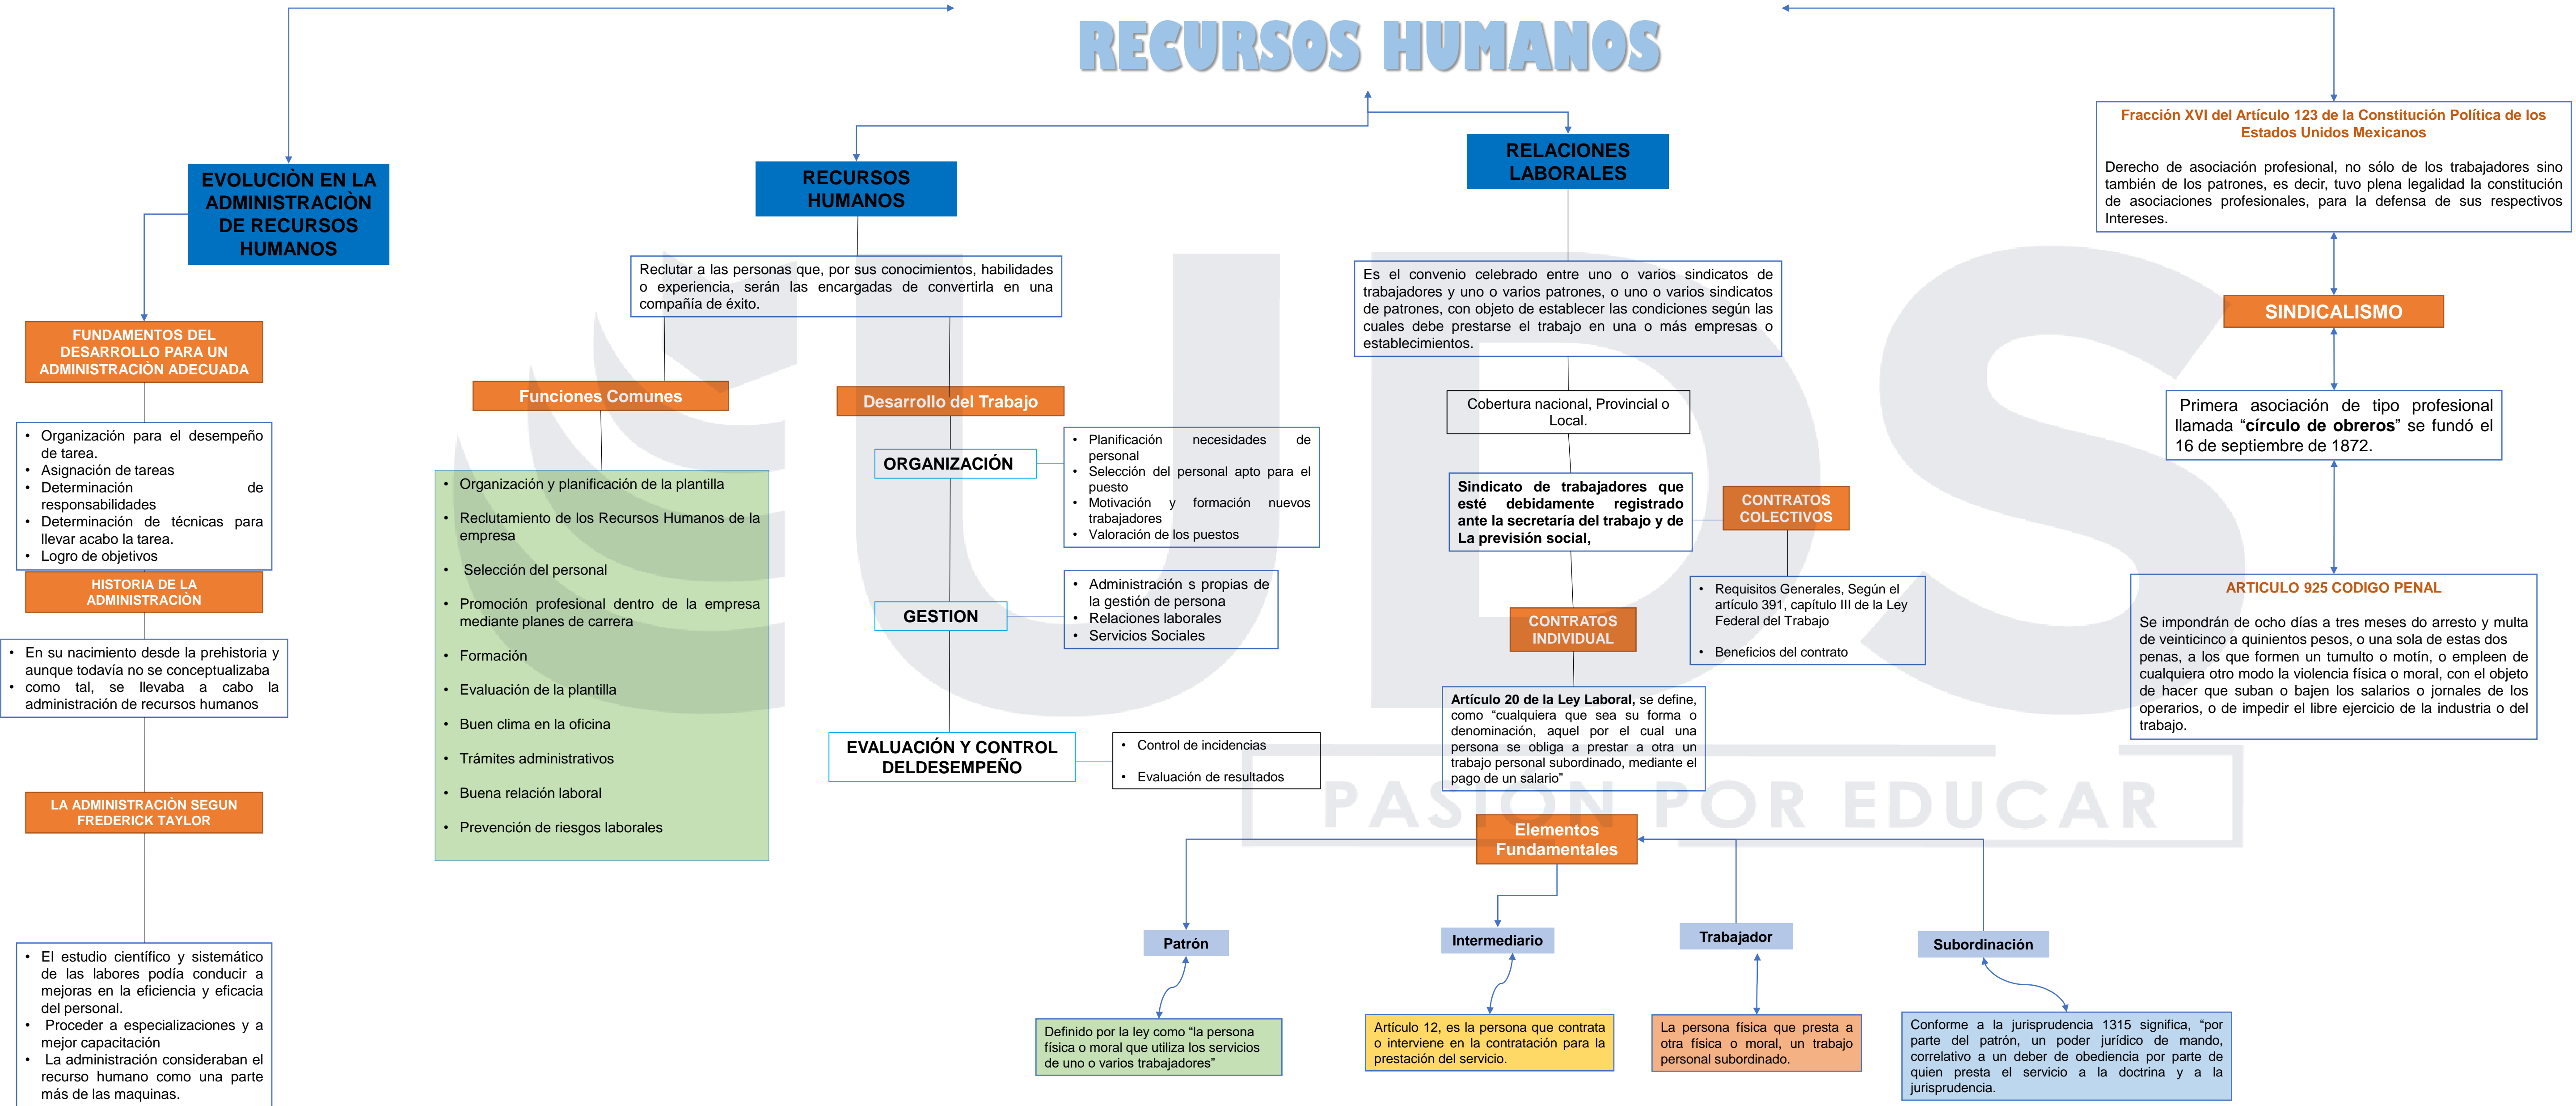 RECURSOS HUMANOS
EVOLUCIÒN EN LA
ADMINISTRACIÒN
DE RECURSOS
HUMANOS
FUNDAMENTOS DEL
DESARROLLO PARA UN
ADMINISTRACIÒN ADECUADA
• Organización para el desempeño
de tarea.
• Asignación de tareas
• Determinación de
responsabilidades
• Determinación de técnicas para
llevar acabo la tarea.
• Logro de objetivos
HISTORIA DE LA
ADMINISTRACIÒN
• En su nacimiento desde la prehistoria y
aunque todavía no se conceptualizaba
• como tal, se llevaba a cabo la
administración de recursos humanos
LA ADMINISTRACIÒN SEGUN
FREDERICK TAYLOR
• El estudio científico y sistemático
de las labores podía conducir a
mejoras en la eficiencia y eficacia
del personal.
• Proceder a especializaciones y a
mejor capacitación
• La administración consideraban el
recurso humano como una parte
más de las maquinas.
RECURSOS
HUMANOS
Reclutar a las personas que, por sus conocimientos, habilidades
o experiencia, serán las encargadas de convertirla en una
compañía de éxito.
Funciones Comunes
• Organización y planificación de la plantilla
• Reclutamiento de los Recursos Humanos de la
empresa
• Selección del personal
• Promoción profesional dentro de la empresa
mediante planes de carrera
• Formación
• Evaluación de la plantilla
• Buen clima en la oficina
• Trámites administrativos
• Buena relación laboral
• Prevención de riesgos laborales
Desarrollo del Trabajo
ORGANIZACIÓN
• Planificación necesidades de
personal
• Selección del personal apto para el
puesto
• Motivación y formación nuevos
trabajadores
• Valoración de los puestos
GESTION
• Administración s propias de
la gestión de persona
• Relaciones laborales
• Servicios Sociales
EVALUACIÓN Y CONTROL
DELDESEMPEÑO
• Control de incidencias
• Evaluación de resultados
RELACIONES
LABORALES
Es el convenio celebrado entre uno o varios sindicatos de
trabajadores y uno o varios patrones, o uno o varios sindicatos
de patrones, con objeto de establecer las condiciones según las
cuales debe prestarse el trabajo en una o más empresas o
establecimientos.
Cobertura nacional, Provincial o
Local.
Sindicato de trabajadores que
esté debidamente registrado
ante la secretaría del trabajo y de
La previsión social,
CONTRATOS
COLECTIVOS
• Requisitos Generales, Según el
artículo 391, capítulo III de la Ley
Federal del Trabajo
• Beneficios del contrato
CONTRATOS
INDIVIDUAL
Artículo 20 de la Ley Laboral, se define,
como “cualquiera que sea su forma o
denominación, aquel por el cual una
persona se obliga a prestar a otra un
trabajo personal subordinado, mediante el
pago de un salario”
Elementos
Fundamentales
Patrón
Definido por la ley como “la persona
física o moral que utiliza los servicios
de uno o varios trabajadores”
Intermediario
Artículo 12, es la persona que contrata
o interviene en la contratación para la
prestación del servicio.
Trabajador
La persona física que presta a
otra física o moral, un trabajo
personal subordinado.
Subordinación
Conforme a la jurisprudencia 1315 significa, “por
parte del patrón, un poder jurídico de mando,
correlativo a un deber de obediencia por parte de
quien presta el servicio a la doctrina y a la
jurisprudencia.
Fracción XVI del Artículo 123 de la Constitución Política de los
Estados Unidos Mexicanos
Derecho de asociación profesional, no sólo de los trabajadores sino
también de los patrones, es decir, tuvo plena legalidad la constitución
de asociaciones profesionales, para la defensa de sus respectivos
Intereses.
SINDICALISMO
Primera asociación de tipo profesional
llamada “círculo de obreros” se fundó el
16 de septiembre de 1872.
ARTICULO 925 CODIGO PENAL
Se impondrán de ocho días a tres meses do arresto y multa
de veinticinco a quinientos pesos, o una sola de estas dos
penas, a los que formen un tumulto o motín, o empleen de
cualquiera otro modo la violencia física o moral, con el objeto
de hacer que suban o bajen los salarios o jornales de los
operarios, o de impedir el libre ejercicio de la industria o del
trabajo.
UDS
PASIÓN POR EDUCAR